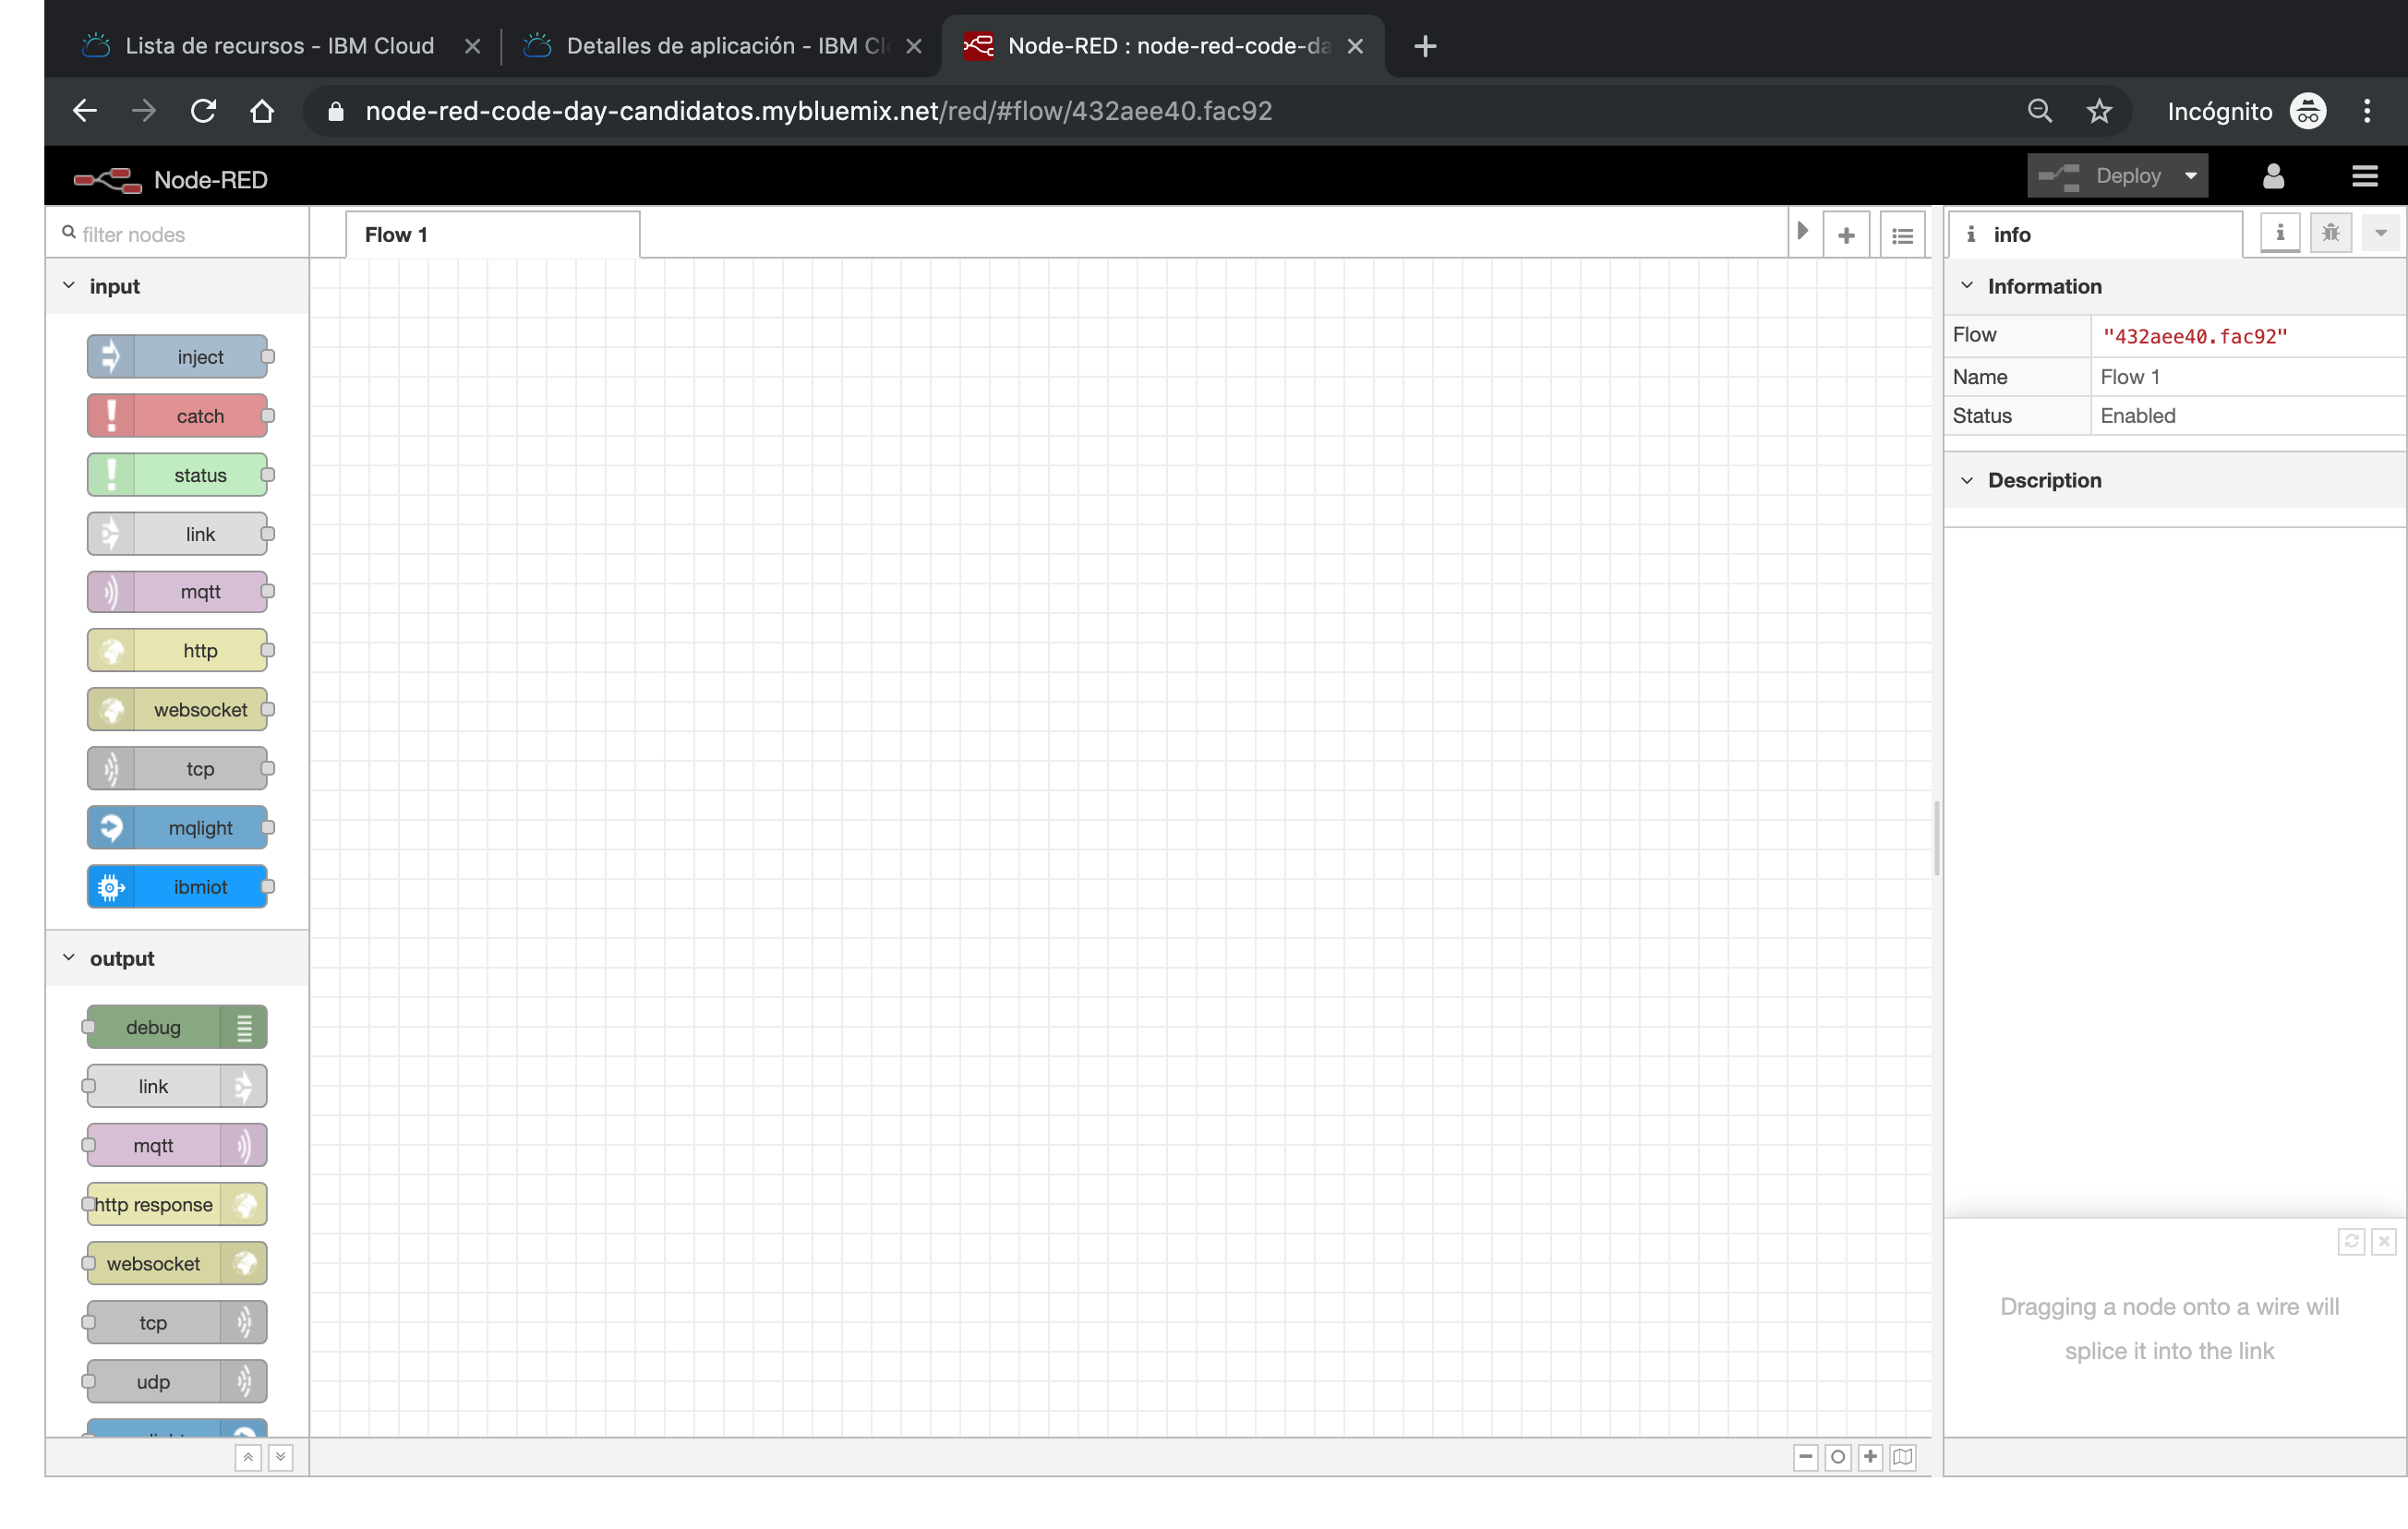 Lista de recursos - IBM Cloud
Detalles de aplicación - IBM Cl
Node-RED : node-red-code-da
node-red-code-day-candidatos.mybluemix.net/red/#flow/432aee40.fac92
Incógnito
Node-RED
Deploy
filter nodes
Flow 1
info
input
inject
catch
status
link
mqtt
http
websocket
tcp
mqlight
ibmiot
output
debug
link
mqtt
http response
websocket
tcp
udp
Information
Flow "432aee40.fac92"
Name Flow 1
Status Enabled
Description
Dragging a node onto a wire will
splice it into the link